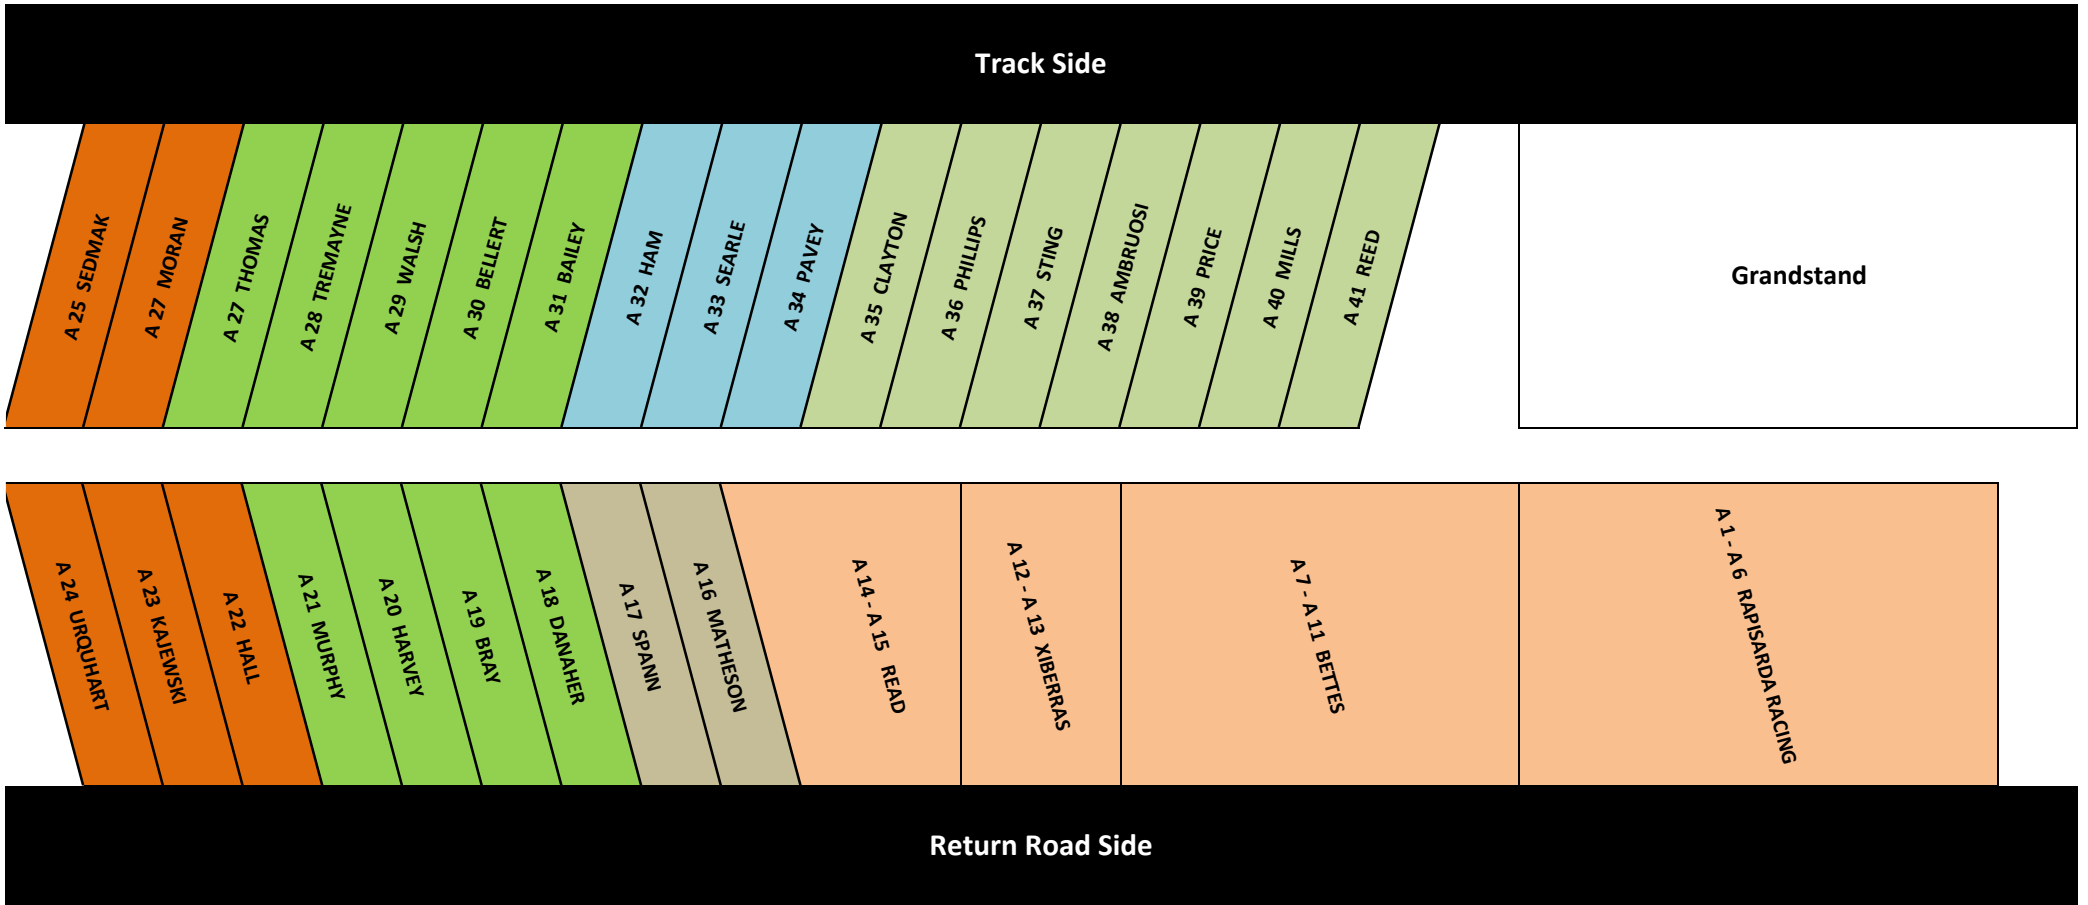 Track Side
A 25 SEDMAK
A 27 MORAN
A 27 THOMAS
A 28 TREMAYNE
A 29 WALSH
A 30 BELLERT
A 31 BAILEY
A 32 HAM
A 33 SEARLE
A 34 PAVEY
A 35 CLAYTON
A 36 PHILLIPS
A 37 STING
A 38 AMBRUOSI
A 39 PRICE
A 40 MILLS
A 41 REED
Grandstand
A 24 URQUHART
A 23 KAJEWSKI
A 22 HALL
A 21 MURPHY
A 20 HARVEY
A 19 BRAY
A 18 DANAHER
A 17 SPANN
A 16 MATHESON
A 14 - A 15 READ
A 12 - A 13 XIBERRAS
A 7 - A 11 BETTES
A 1 - A 6 RAPISARDA RACING
Return Road Side